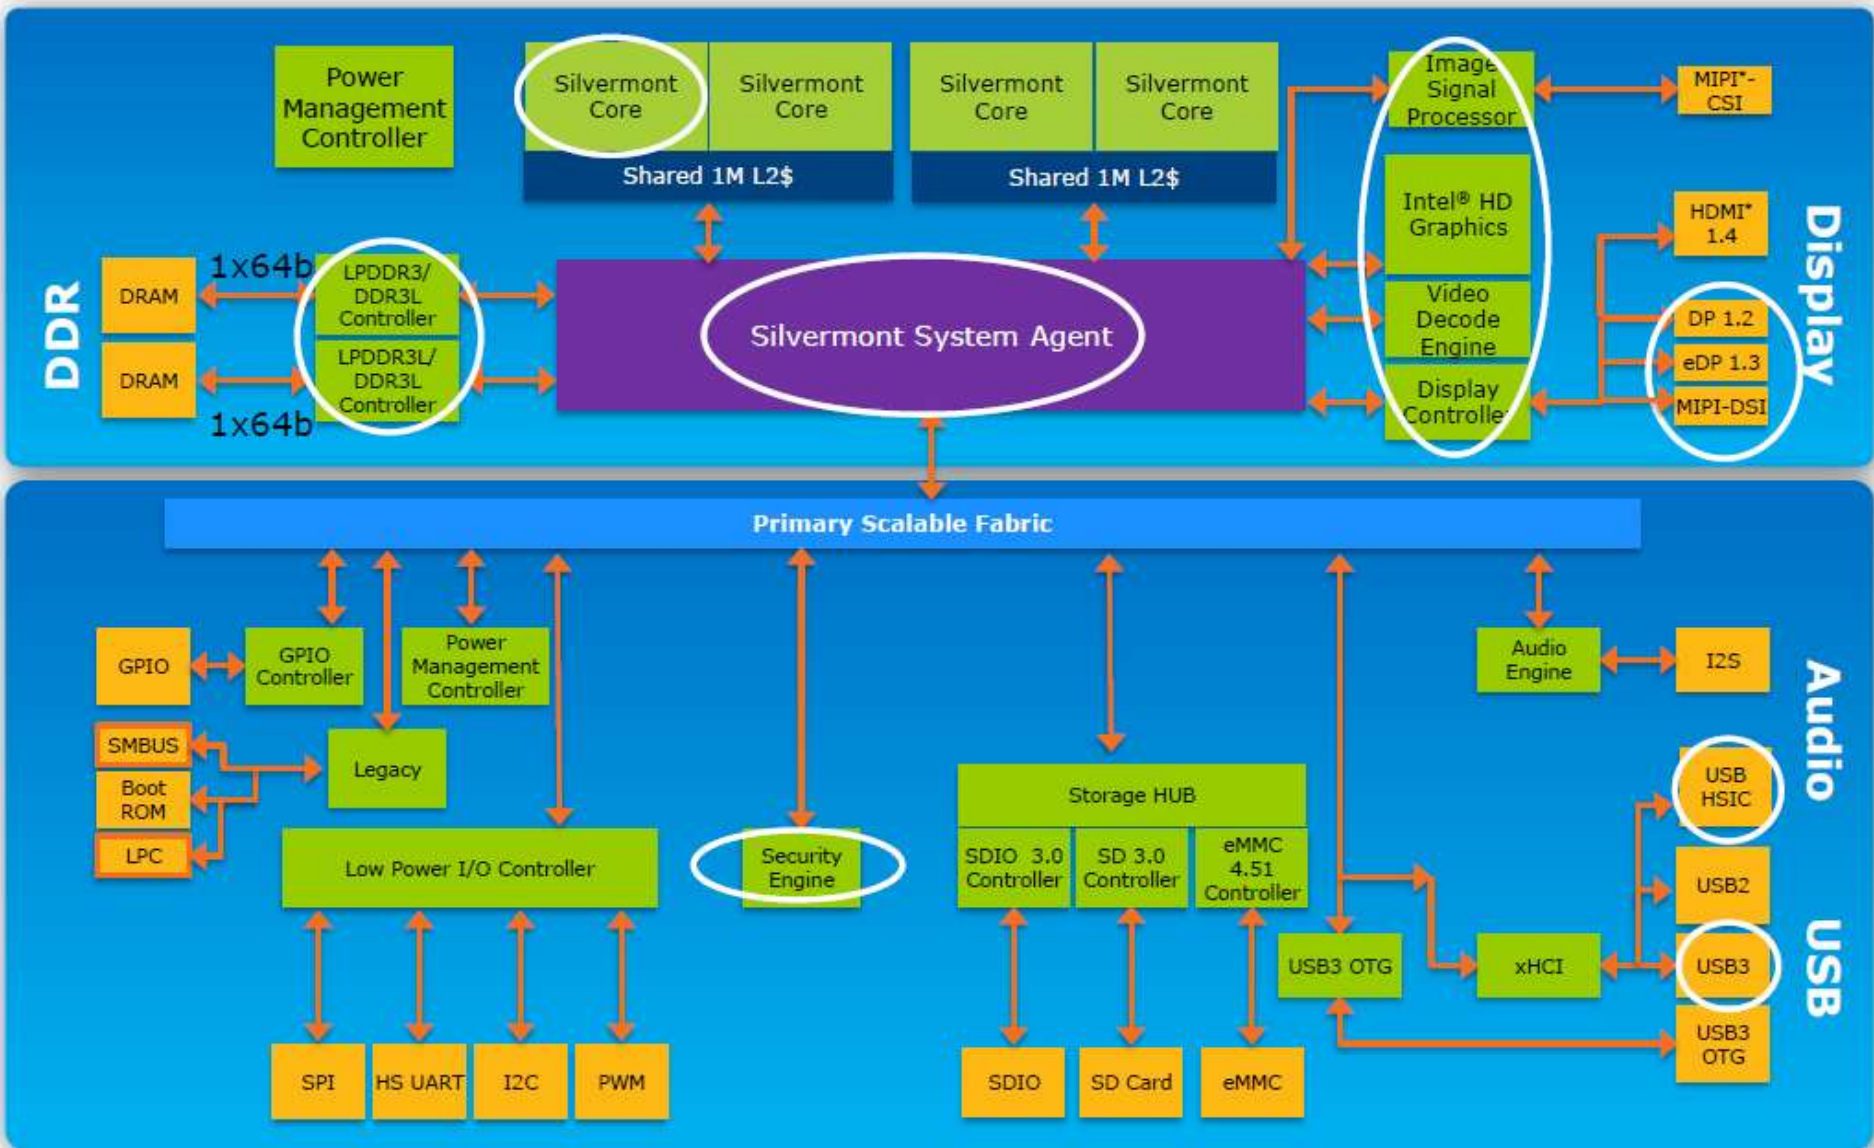 Power
Management
Controller
Silvermont
Core
Silvermont
Core
Shared 1M L2$
Silvermont
Core
Silvermont
Core
Shared 1M L2$
Image
Signal
Processor
MIPI*-
CSI
Intel® HD
Graphics
HDMI*
1.4
Display
DDR
DRAM
1x64b
LPDDR3/
DDR3L
Controller
DRAM
1x64b
LPDDR3L/
DDR3L
Controller
Silvermont System Agent
Video
Decode
Engine
Display
Controller
DP 1.2
eDP 1.3
MIPI-DSI
Primary Scalable Fabric
GPIO
GPIO
Controller
Power
Management
Controller
Audio
Engine
I2S
Audio
SMBUS
Boot
ROM
LPC
Legacy
Low Power I/O Controller
Security
Engine
Storage HUB
SDIO 3.0
Controller
SD 3.0
Controller
eMMC
4.51
Controller
USB
HSIC
USB2
USB3 OTG
xHCI
USB3
USB3
OTG
USB
SPI
HS UART
I2C
PWM
SDIO
SD Card
eMMC